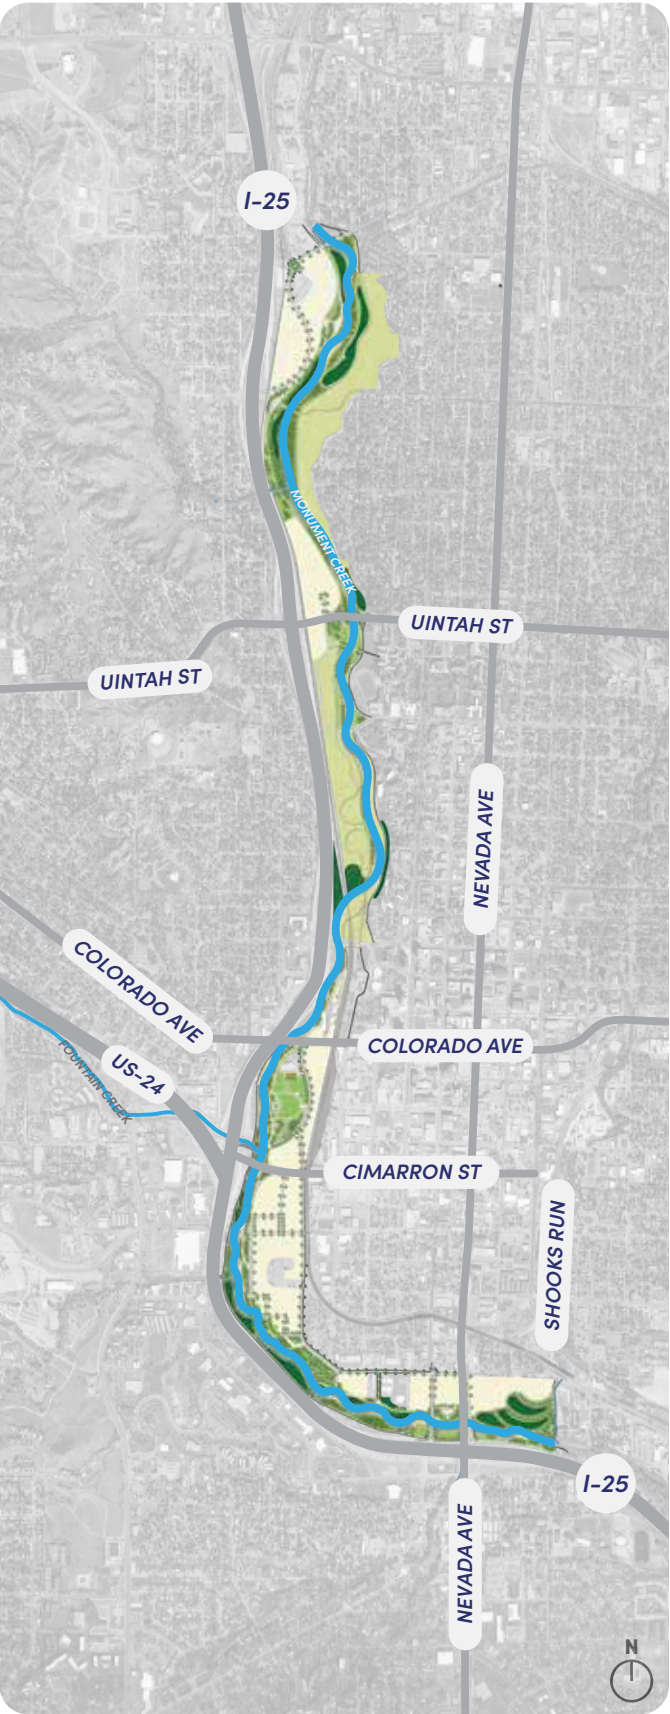 I-25
MONUMENT CREEK
UINTAH ST
UINTAH ST
NEVADA AVE
COLORADO AVE
COLORADO AVE
US-24
FOUNTAIN CREEK
CIMARRON ST
SHOOKS RUN
I-25
NEVADA AVE
N